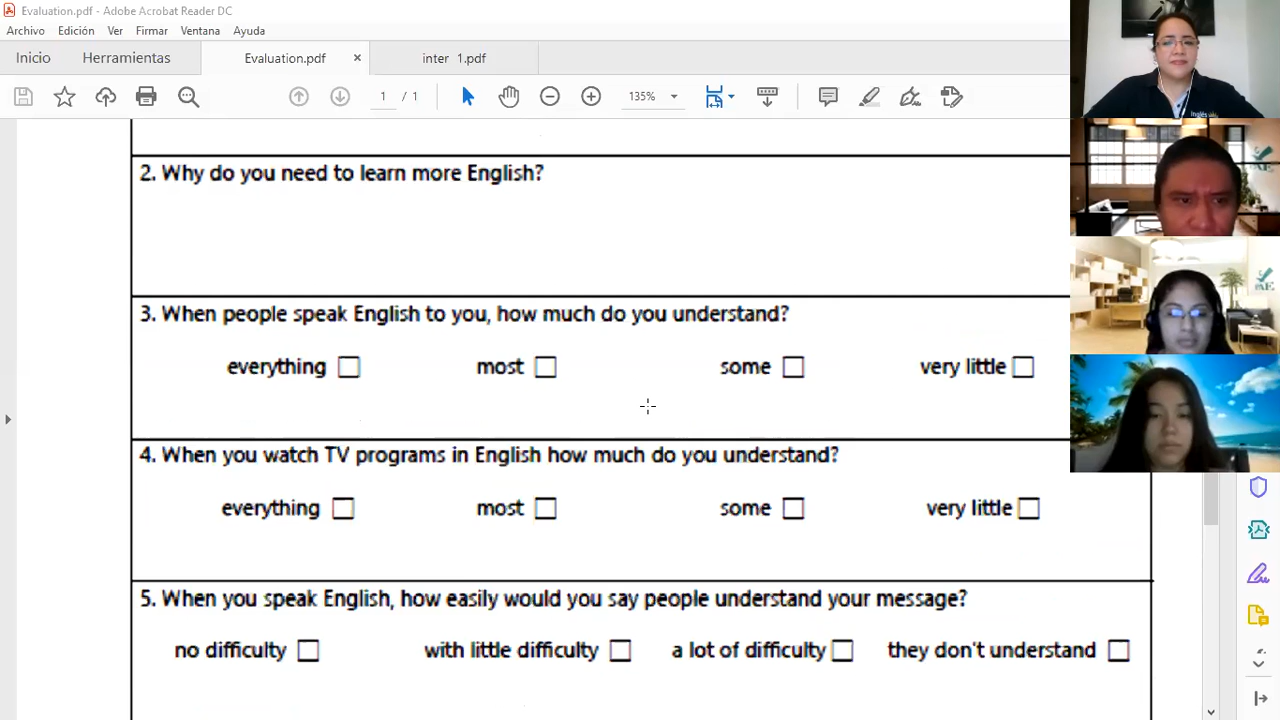 Evaluation.pdf - Adobe Acrobat Reader DC
Archivo Edición Ver Firmar Ventana Ayuda
Inicio Herramientas Evaluation.pdf × inter 1.pdf
1 / 1 135%
2. Why do you need to learn more English?
3. When people speak English to you, how much do you understand?
everything most some very little
4. When you watch TV programs in English how much do you understand?
everything most some very little
5. When you speak English, how easily would you say people understand your message?
no difficulty with little difficulty a lot of difficulty they don't understand